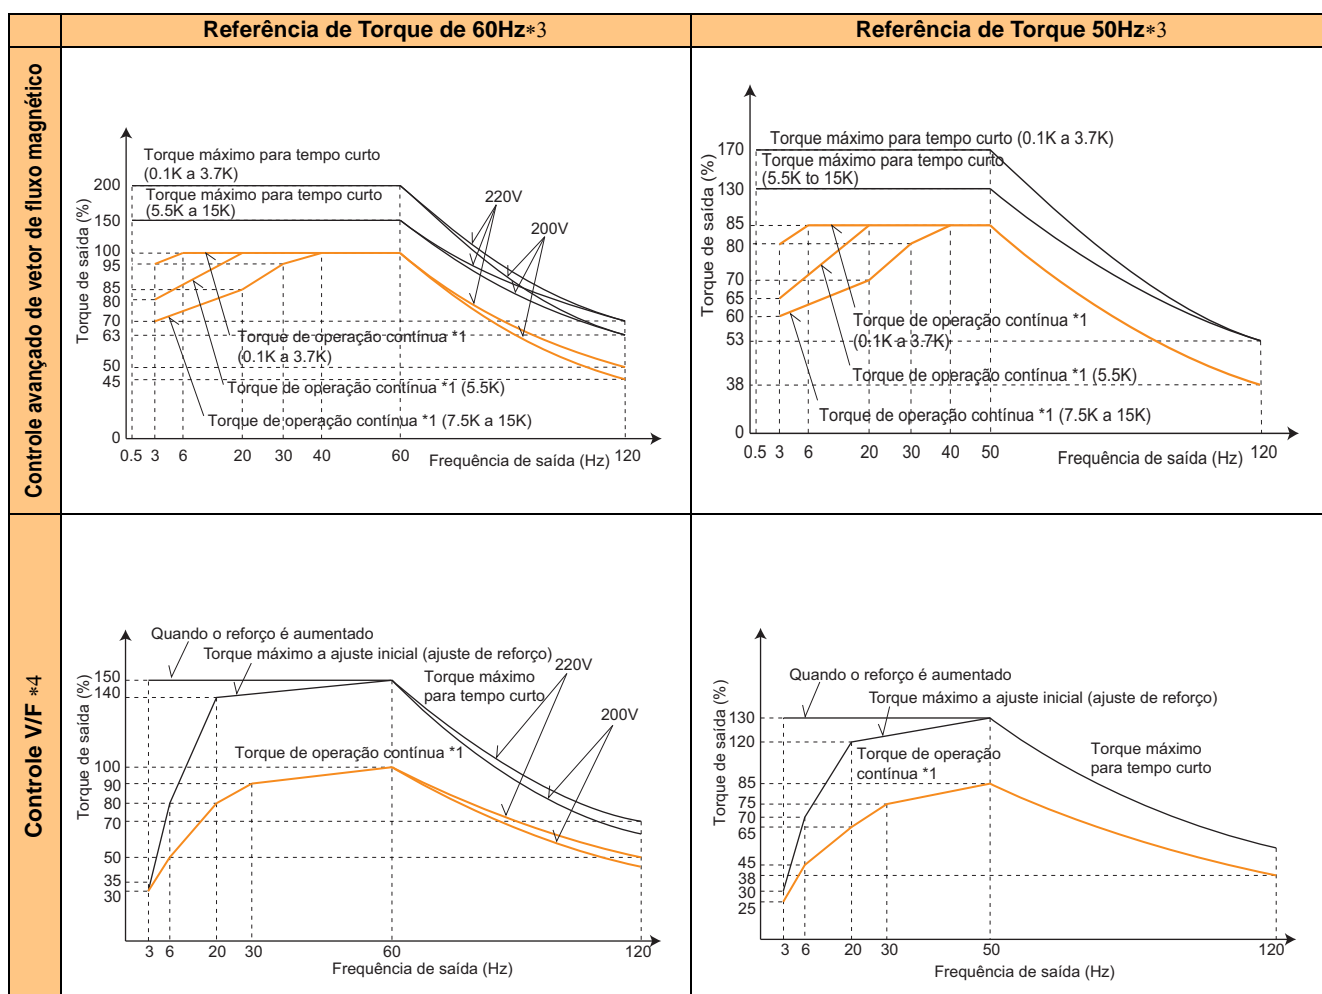 Referência de Torque de 60Hz*3
Referência de Torque 50Hz*3
Controle avançado de vetor de fluxo magnético
Torque de saída (%)
Torque máximo para tempo curto
(0.1K a 3.7K)
Torque máximo para tempo curto
(5.5K a 15K)
220V
200V
200
150
100
95
85
80
70
63
50
45
0
Torque de operação contínua *1
(0.1K a 3.7K)
Torque de operação contínua *1 (5.5K)
Torque de operação contínua *1 (7.5K a 15K)
0.5 3 6 20 30 40 60 120
Frequência de saída (Hz)
Torque de saída (%)
Torque máximo para tempo curto (0.1K a 3.7K)
Torque máximo para tempo curto
(5.5K to 15K)
170
130
85
80
70
65
60
53
38
0
Torque de operação contínua *1
(0.1K a 3.7K)
Torque de operação contínua *1 (5.5K)
Torque de operação contínua *1 (7.5K a 15K)
0.5 3 6 20 30 40 50 120
Frequência de saída (Hz)
Controle V/F *4
Torque de saída (%)
Quando o reforço é aumentado
Torque máximo a ajuste inicial (ajuste de reforço)
220V
Torque máximo
para tempo curto
200V
150
140
100
90
80
70
50
35
30
Torque de operação contínua *1
3 6 20 30 60 120
Frequência de saída (Hz)
Torque de saída (%)
Quando o reforço é aumentado
Torque máximo a ajuste inicial (ajuste de reforço)
130
120
85
75
70
65
45
38
30
25
Torque de operação
contínua *1
Torque máximo
para tempo curto
3 6 20 30 50 120
Frequência de saída (Hz)